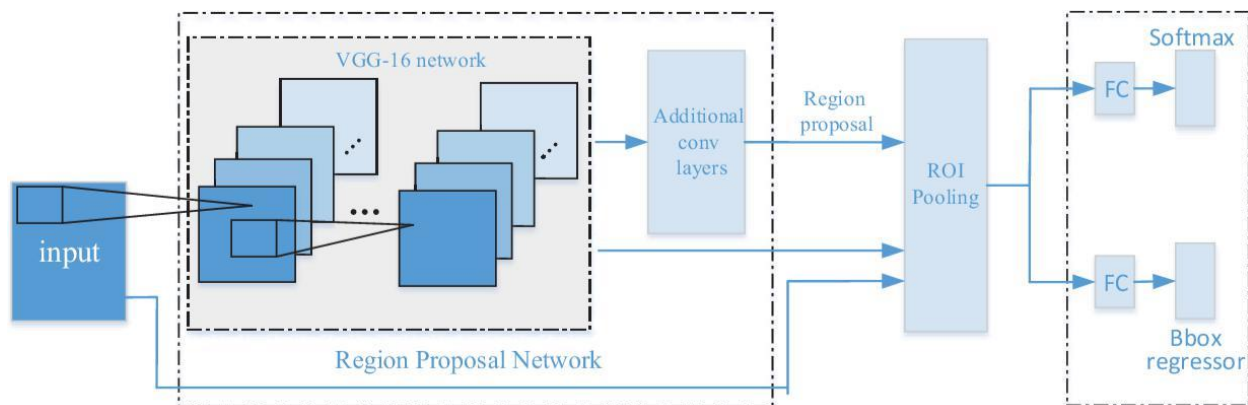 VGG-16 network
input
Region Proposal Network
Additional
conv
layers
Region
proposal
ROI
Pooling
Softmax
FC
FC
Bbox
regressor